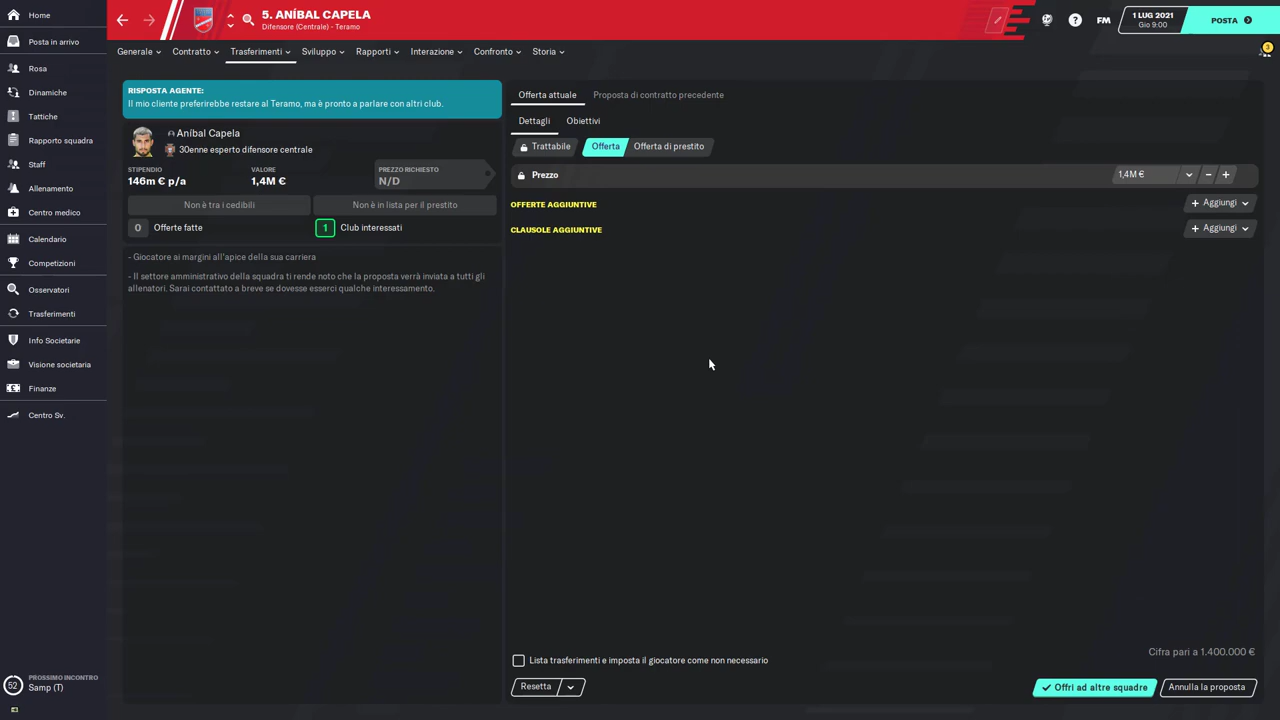 Home
Posta in arrivo
Rosa
Dinamiche
Tattiche
Rapporto squadra
Staff
Allenamento
Centro medico
Calendario
Competizioni
Osservatori
Trasferimenti
Info Societarie
Visione societaria
Finanze
Centro Sv.
PROSSIMO INCONTRO
52
Samp (T)
5. ANÍBAL CAPELA
Difensore (Centrale) - Teramo
FM
1 LUG 2021
Gio 9:00
POSTA
3
Generale
Contratto
Trasferimenti
Sviluppo
Rapporti
Interazione
Confronto
Storia
RISPOSTA AGENTE:
Il mio cliente preferirebbe restare al Teramo, ma è pronto a parlare con altri club.
Aníbal Capela
30enne esperto difensore centrale
STIPENDIO
146m € p/a
VALORE
1,4M €
PREZZO RICHIESTO
N/D
Non è tra i cedibili
Non è in lista per il prestito
0 Offerte fatte
1 Club interessati
- Giocatore ai margini all'apice della sua carriera
- Il settore amministrativo della squadra ti rende noto che la proposta verrà inviata a tutti gli
allenatori. Sarai contattato a breve se dovesse esserci qualche interessamento.
Offerta attuale
Proposta di contratto precedente
Dettagli
Obiettivi
Trattabile
Offerta
Offerta di prestito
Prezzo
1,4M €
OFFERTE AGGIUNTIVE
Aggiungi
CLAUSOLE AGGIUNTIVE
Aggiungi
Cifra pari a 1.400.000 €
Lista trasferimenti e imposta il giocatore come non necessario
Resetta
Offri ad altre squadre
Annulla la proposta